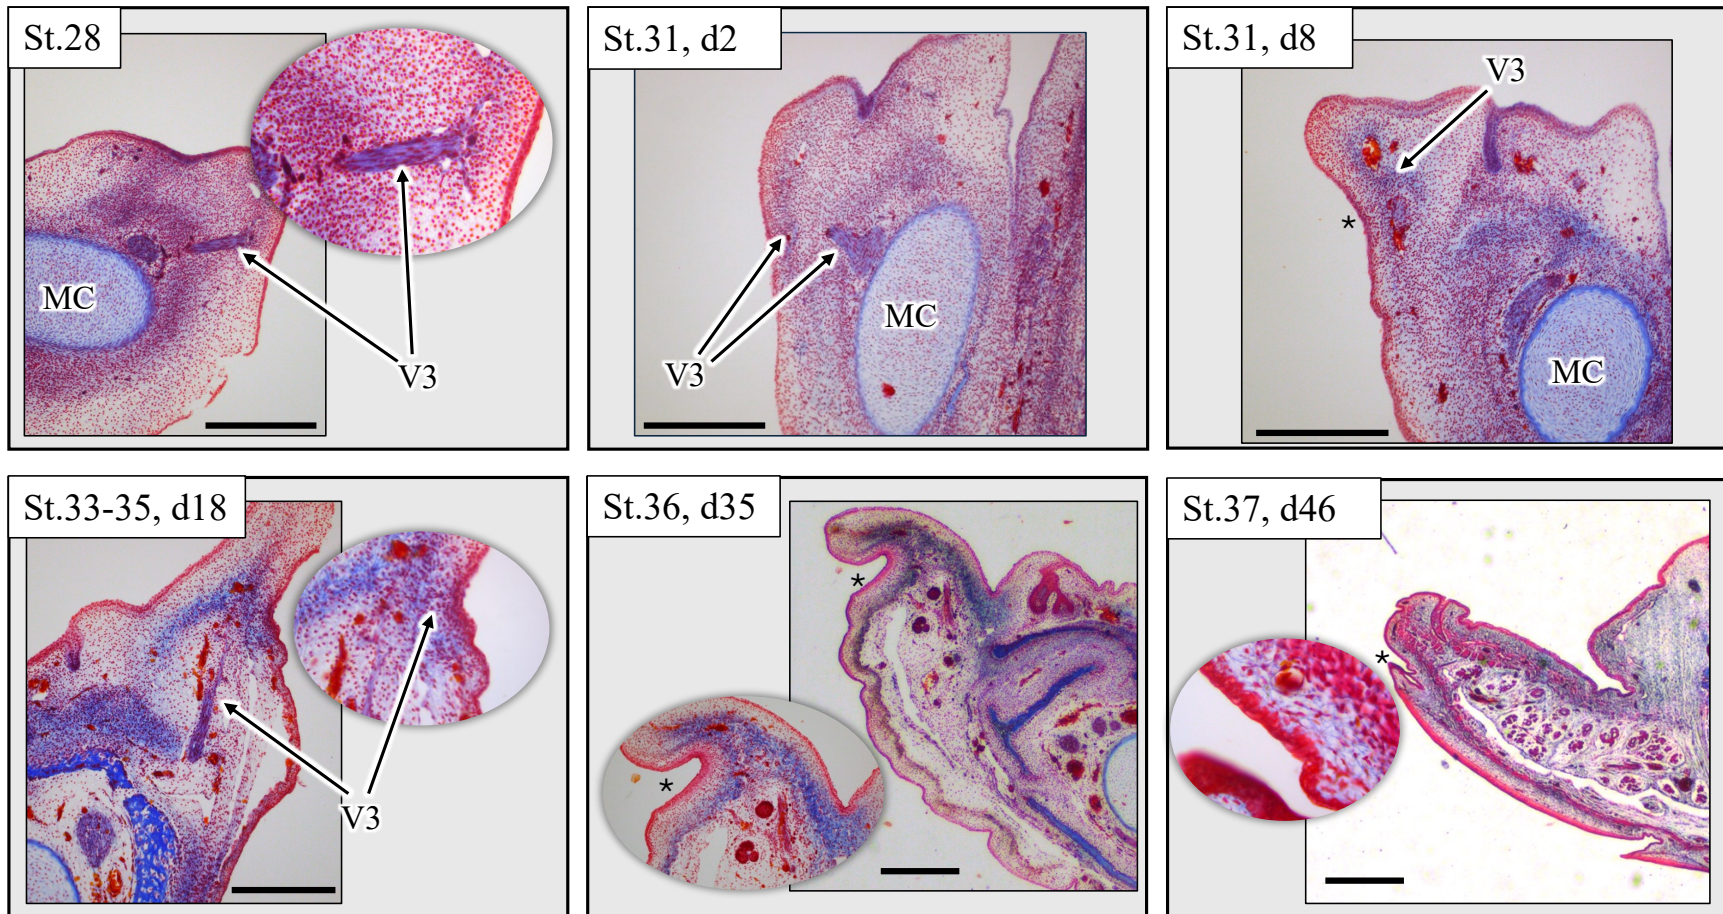 St.28
MC
V3
St.31, d2
MC
V3
St.31, d8
V3
*
MC
St.33-35, d18
V3
St.36, d35
*
*
St.37, d46
*